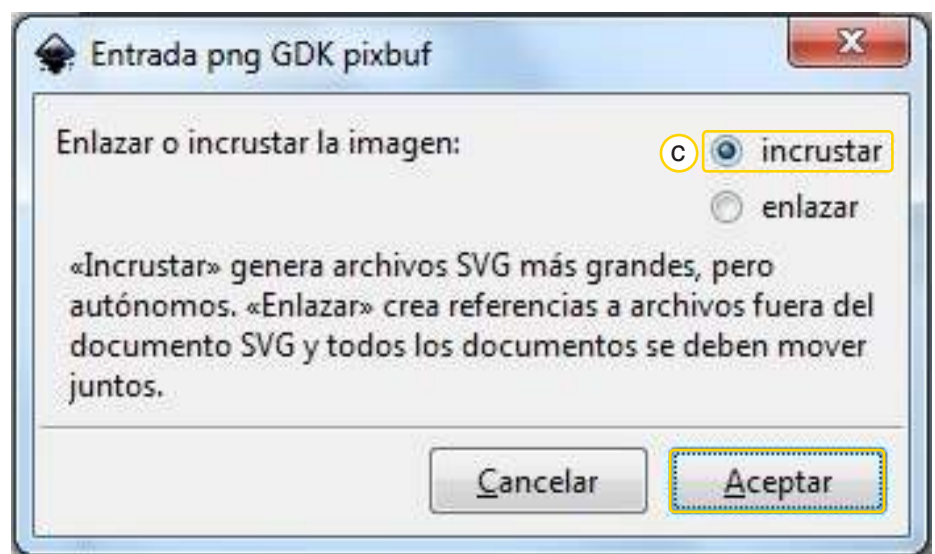 Entrada png GDK pixbuf
Enlazar o incrustar la imagen:
C incrustar
enlazar
«Incrustar» genera archivos SVG más grandes, pero
autónomos. «Enlazar» crea referencias a archivos fuera del
documento SVG y todos los documentos se deben mover
juntos.
Cancelar Aceptar